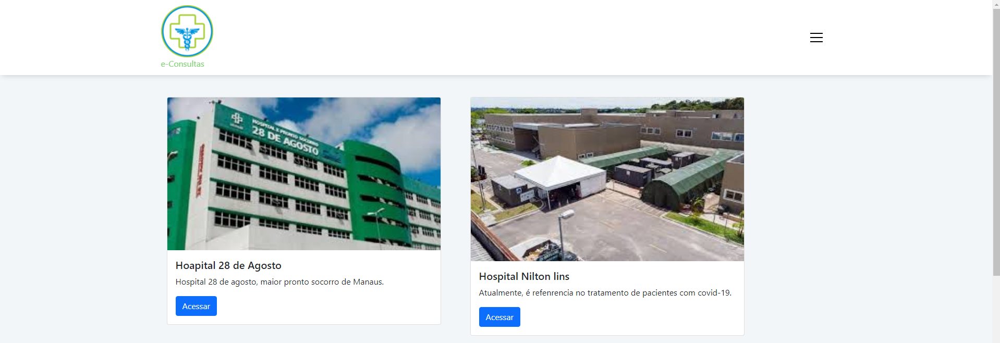 e-Consultas
HOSPITAL E PRONTO SOCORRO
28 DE AGOSTO
Hoapital 28 de Agosto
Hospital 28 de agosto, maior pronto socorro de Manaus.
Acessar
Hospital Nilton lins
Atualmente, é refenrencia no tratamento de pacientes com covid-19.
Acessar